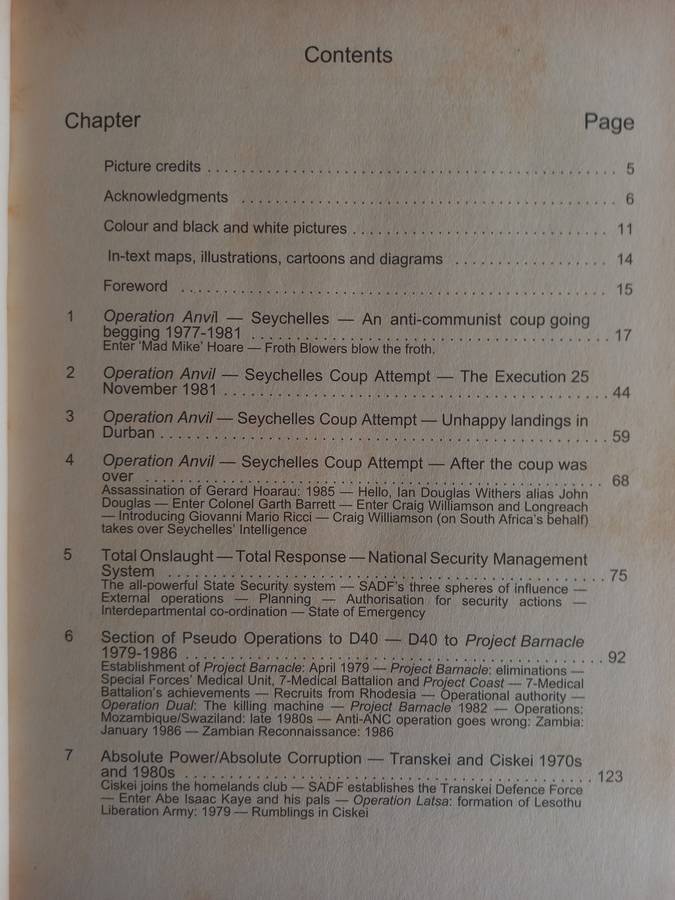 Contents
Chapter Page
Picture credits . . . . . . . . . . . . . . . . . . . . . . . . . . . . . . . . . . . . 5
Acknowledgments . . . . . . . . . . . . . . . . . . . . . . . . . . . . . . . . . . 6
Colour and black and white pictures . . . . . . . . . . . . . . . . . . . . . . . 11
In-text maps, illustrations, cartoons and diagrams . . . . . . . . . . . . . . 14
Foreword . . . . . . . . . . . . . . . . . . . . . . . . . . . . . . . . . . . . . . . 15
1 Operation Anvil — Seychelles — An anti-communist coup going
begging 1977-1981 . . . . . . . . . . . . . . . . . . . . . . . . . . . . . . . . 17
Enter 'Mad Mike' Hoare — Froth Blowers blow the froth.
2 Operation Anvil — Seychelles Coup Attempt — The Execution 25
November 1981 . . . . . . . . . . . . . . . . . . . . . . . . . . . . . . . . . . . 44
3 Operation Anvil — Seychelles Coup Attempt — Unhappy landings in
Durban . . . . . . . . . . . . . . . . . . . . . . . . . . . . . . . . . . . . . . . . 59
4 Operation Anvil — Seychelles Coup Attempt — After the coup was
over . . . . . . . . . . . . . . . . . . . . . . . . . . . . . . . . . . . . . . . . . . 68
Assassination of Gerard Hoarau: 1985 — Hello, Ian Douglas Withers alias John
Douglas — Enter Colonel Garth Barrett — Enter Craig Williamson and Longreach
— Introducing Giovanni Mario Ricci — Craig Williamson (on South Africa's behalf)
takes over Seychelles' Intelligence
5 Total Onslaught — Total Response — National Security Management
System . . . . . . . . . . . . . . . . . . . . . . . . . . . . . . . . . . . . . . . . 75
The all-powerful State Security system — SADF's three spheres of influence —
External operations — Planning — Authorisation for security actions —
Interdepartmental co-ordination — State of Emergency
6 Section of Pseudo Operations to D40 — D40 to Project Barnacle
1979-1986 . . . . . . . . . . . . . . . . . . . . . . . . . . . . . . . . . . . . . . 92
Establishment of Project Barnacle: April 1979 — Project Barnacle: eliminations —
Special Forces' Medical Unit, 7-Medical Battalion and Project Coast — 7-Medical
Battalion's achievements — Recruits from Rhodesia — Operational authority —
Operation Dual: The killing machine — Project Barnacle 1982 — Operations:
Mozambique/Swaziland: late 1980s — Anti-ANC operation goes wrong: Zambia:
January 1986 — Zambian Reconnaissance: 1986
7 Absolute Power/Absolute Corruption — Transkei and Ciskei 1970s
and 1980s . . . . . . . . . . . . . . . . . . . . . . . . . . . . . . . . . . . . . 123
Ciskei joins the homelands club — SADF establishes the Transkei Defence Force
— Enter Abe Isaac Kaye and his pals — Operation Latsa: formation of Lesothu
Liberation Army: 1979 — Rumblings in Ciskei